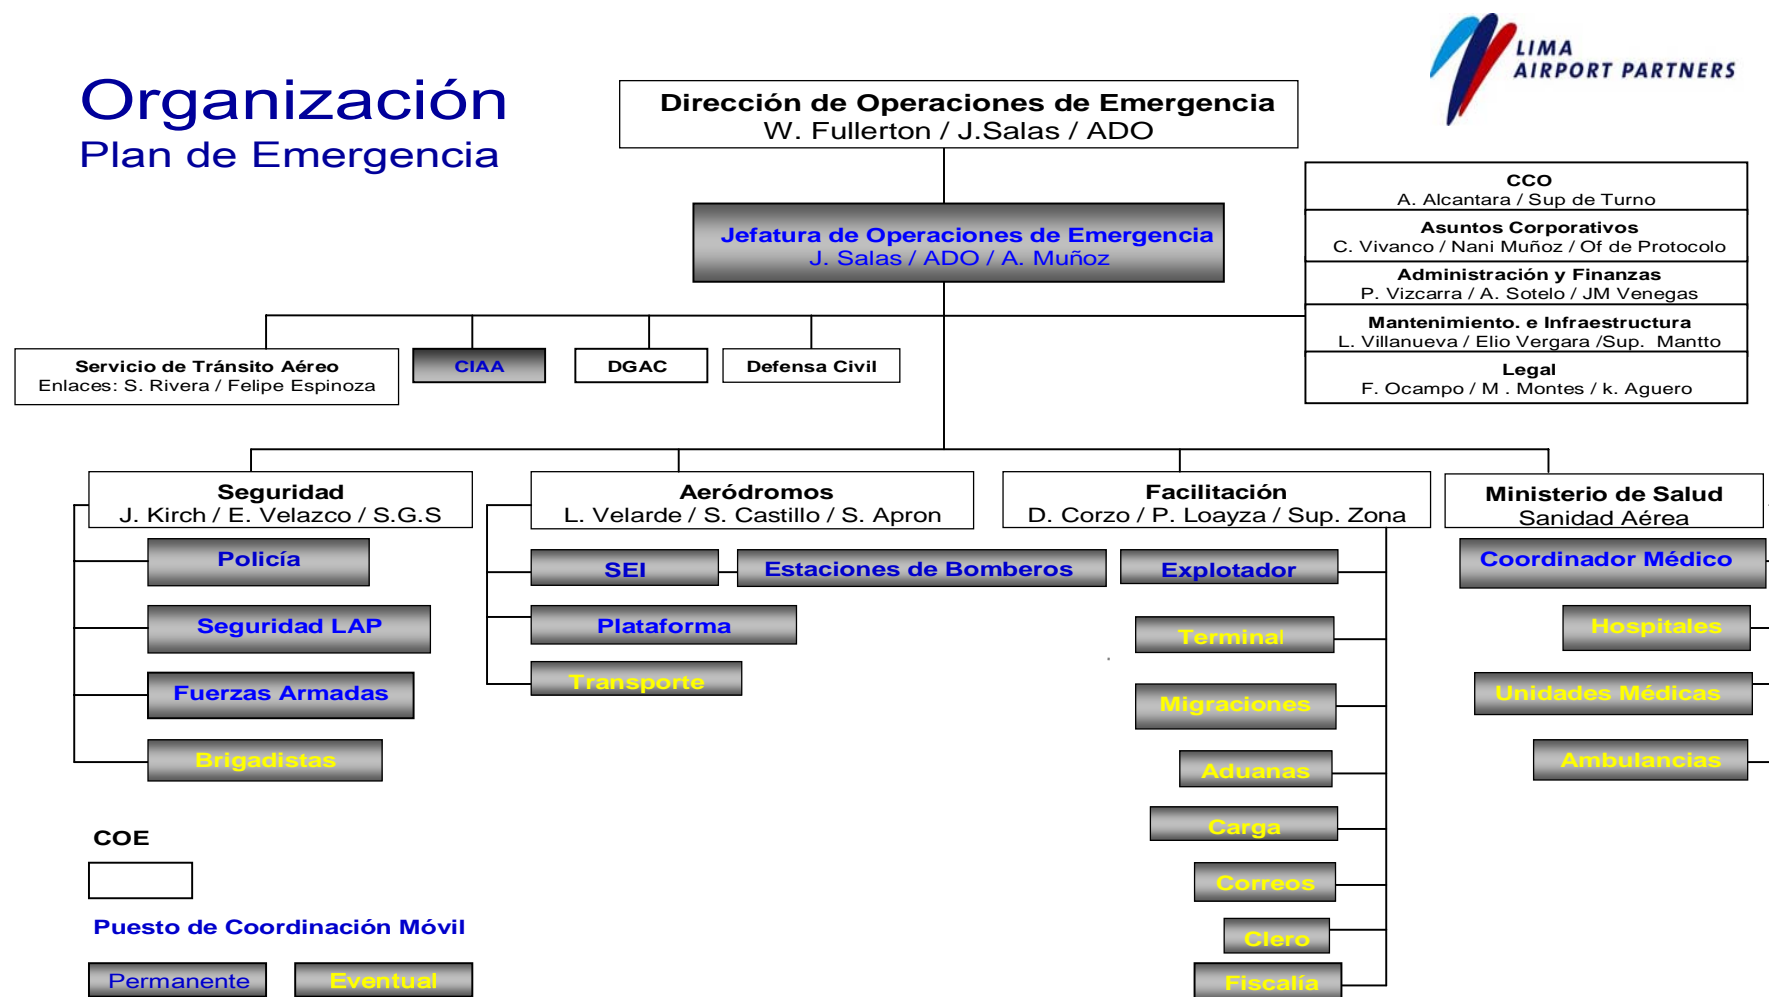 LIMA
AIRPORT PARTNERS
Organización
Plan de Emergencia
Dirección de Operaciones de Emergencia
W. Fullerton / J.Salas / ADO
Jefatura de Operaciones de Emergencia
J. Salas / ADO / A. Muñoz
CCO
A. Alcantara / Sup de Turno
Asuntos Corporativos
C. Vivanco / Nani Muñoz / Of de Protocolo
Administración y Finanzas
P. Vizcarra / A. Sotelo / JM Venegas
Mantenimiento. e Infraestructura
L. Villanueva / Elio Vergara /Sup. Mantto
Legal
F. Ocampo / M . Montes / k. Aguero
Servicio de Tránsito Aéreo
Enlaces: S. Rivera / Felipe Espinoza
CIAA
DGAC
Defensa Civil
Seguridad
J. Kirch / E. Velazco / S.G.S
Policía
Seguridad LAP
Fuerzas Armadas
Brigadistas
Aeródromos
L. Velarde / S. Castillo / S. Apron
SEI
Estaciones de Bomberos
Plataforma
Transporte
Facilitación
D. Corzo / P. Loayza / Sup. Zona
Explotador
Terminal
Migraciones
Aduanas
Carga
Correos
Clero
Fiscalía
Ministerio de Salud
Sanidad Aérea
Coordinador Médico
Hospitales
Unidades Médicas
Ambulancias
COE
Puesto de Coordinación Móvil
Permanente
Eventual